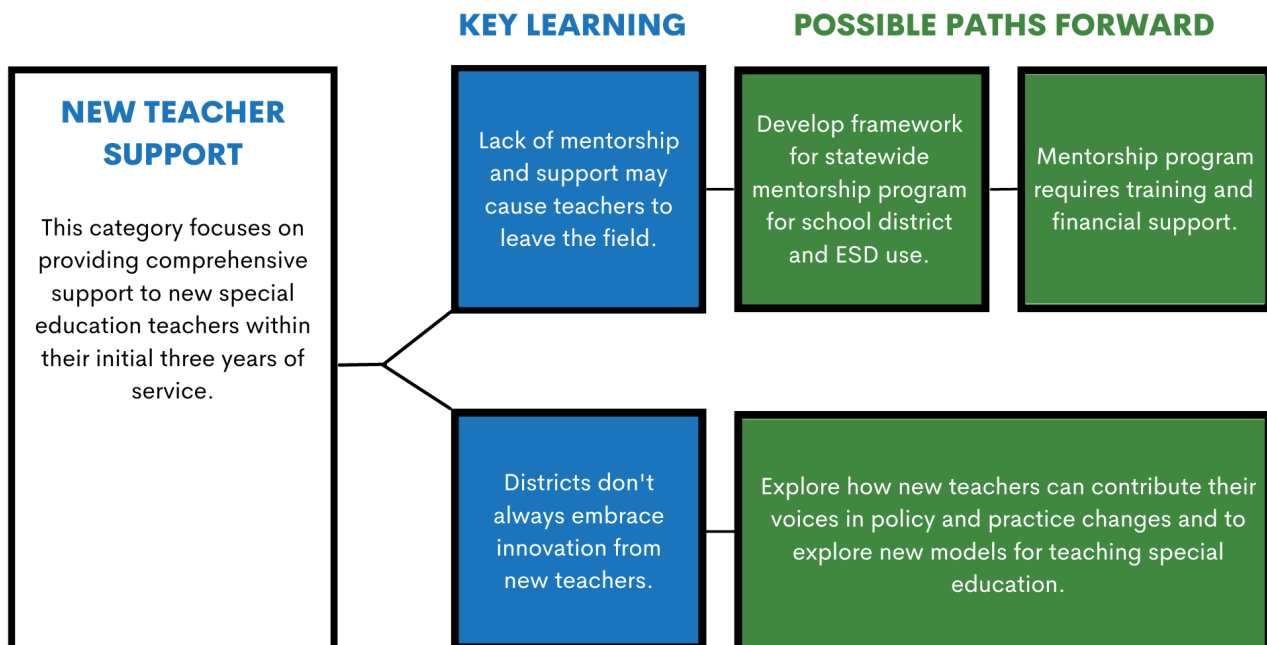 KEY LEARNING
POSSIBLE PATHS FORWARD
NEW TEACHER
SUPPORT
This category focuses on
providing comprehensive
support to new special
education teachers within
their initial three years of
service.
Lack of mentorship
and support may
cause teachers to
leave the field.
Develop framework
for statewide
mentorship program
for school district
and ESD use.
Mentorship program
requires training and
financial support.
Districts don't
always embrace
innovation from
new teachers.
Explore how new teachers can contribute their
voices in policy and practice changes and to
explore new models for teaching special
education.